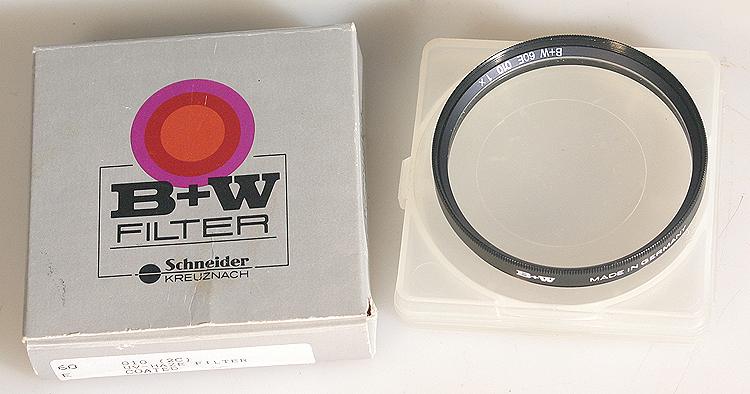 B+W
FILTER
Schneider
KREUZNACH
60 010 (2C)
E UV-HAZE FILTER
COATED
B+W 60E 010 1X
B+W MADE IN GERMANY